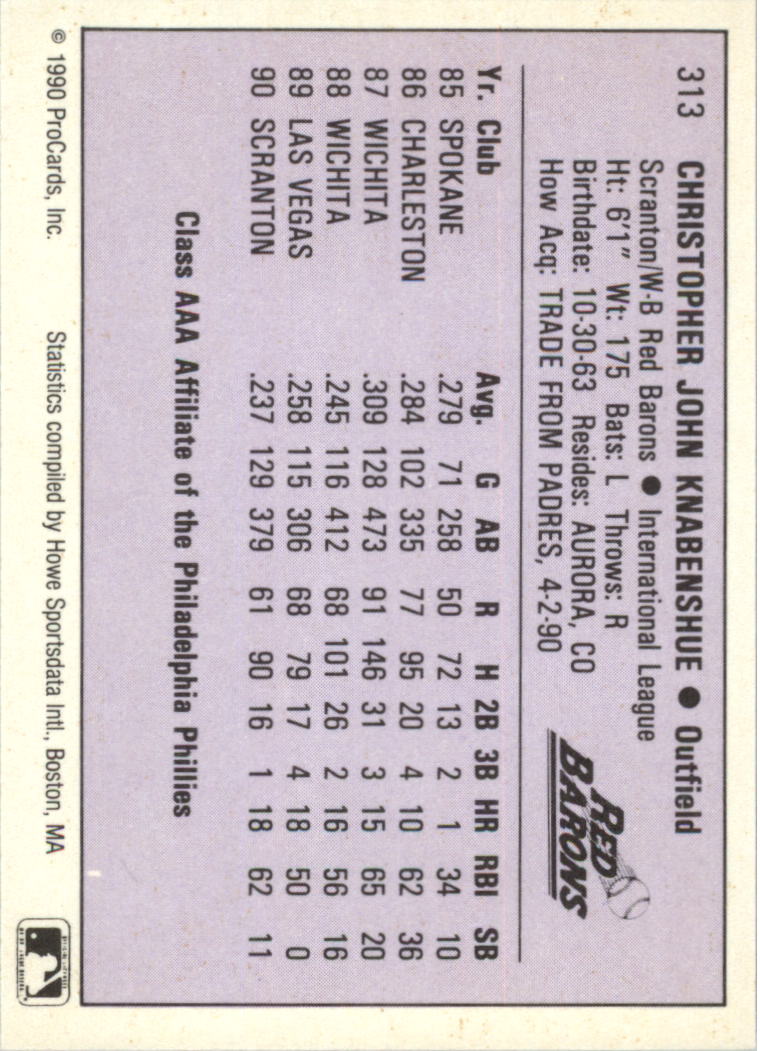 313 CHRISTOPHER JOHN KNABENSHUE ● Outfield
Scranton/W-B Red Barons ● International League
Ht: 6'1" Wt: 175 Bats: L Throws: R
Birthdate: 10-30-63 Resides: AURORA, CO
How Acq: TRADE FROM PADRES, 4-2-90
RED
BARONS
Yr. Club Avg. G AB R H 2B 3B HR RBI SB
85 SPOKANE .279 71 258 50 72 13 2 1 34 10
86 CHARLESTON .284 102 335 77 95 20 4 10 62 36
87 WICHITA .309 128 473 91 146 31 3 15 65 20
88 WICHITA .245 116 412 68 101 26 2 16 56 16
89 LAS VEGAS .258 115 306 68 79 17 4 18 50 0
90 SCRANTON .237 129 379 61 90 16 1 18 62 11
Class AAA Affiliate of the Philadelphia Phillies
© 1990 ProCards, Inc. Statistics compiled by Howe Sportsdata Intl., Boston, MA